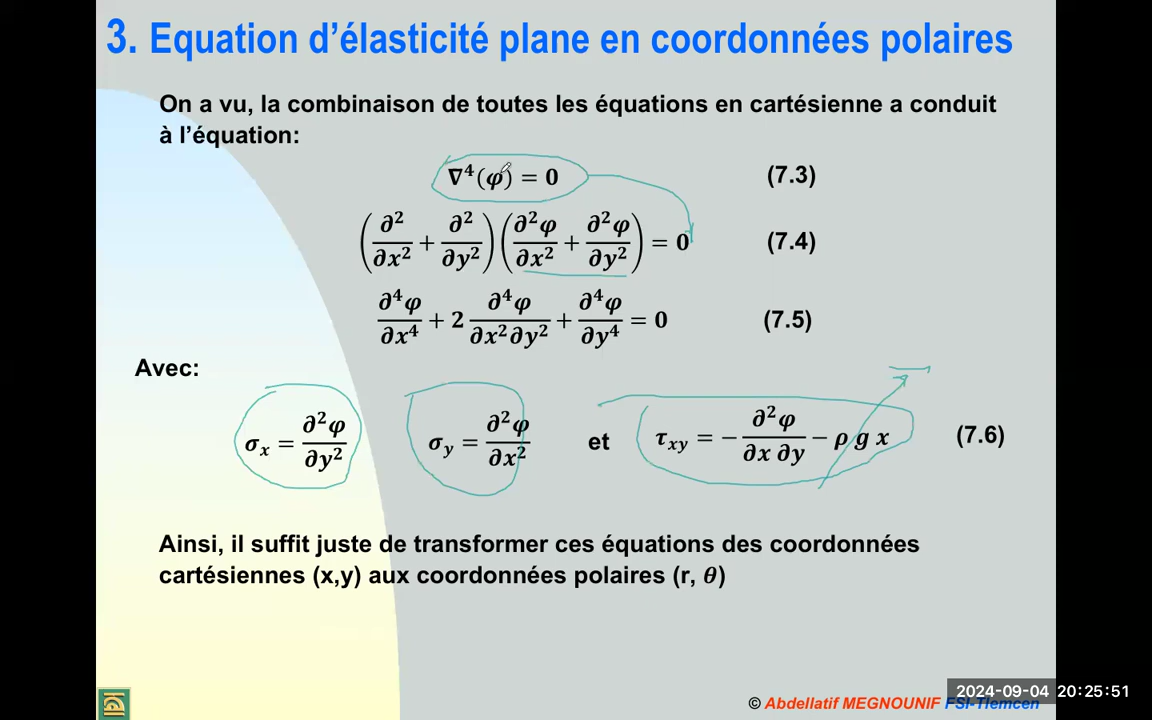 3. Equation d’élasticité plane en coordonnées polaires
On a vu, la combinaison de toutes les équations en cartésienne a conduit
à l’équation:
∇⁴(φ) = 0 (7.3)
(∂²/∂x² + ∂²/∂y²)(∂²φ/∂x² + ∂²φ/∂y²) = 0 (7.4)
∂⁴φ/∂x⁴ + 2 ∂⁴φ/∂x²∂y² + ∂⁴φ/∂y⁴ = 0 (7.5)
Avec:
σₓ = ∂²φ/∂y² σ_y = ∂²φ/∂x² et τ_xy = − ∂²φ/∂x ∂y − ρ g x (7.6)
Ainsi, il suffit juste de transformer ces équations des coordonnées
cartésiennes (x,y) aux coordonnées polaires (r, θ)
2024-09-04 20:25:51
© Abdellatif MEGNOUNIF FSI-Tlemcen